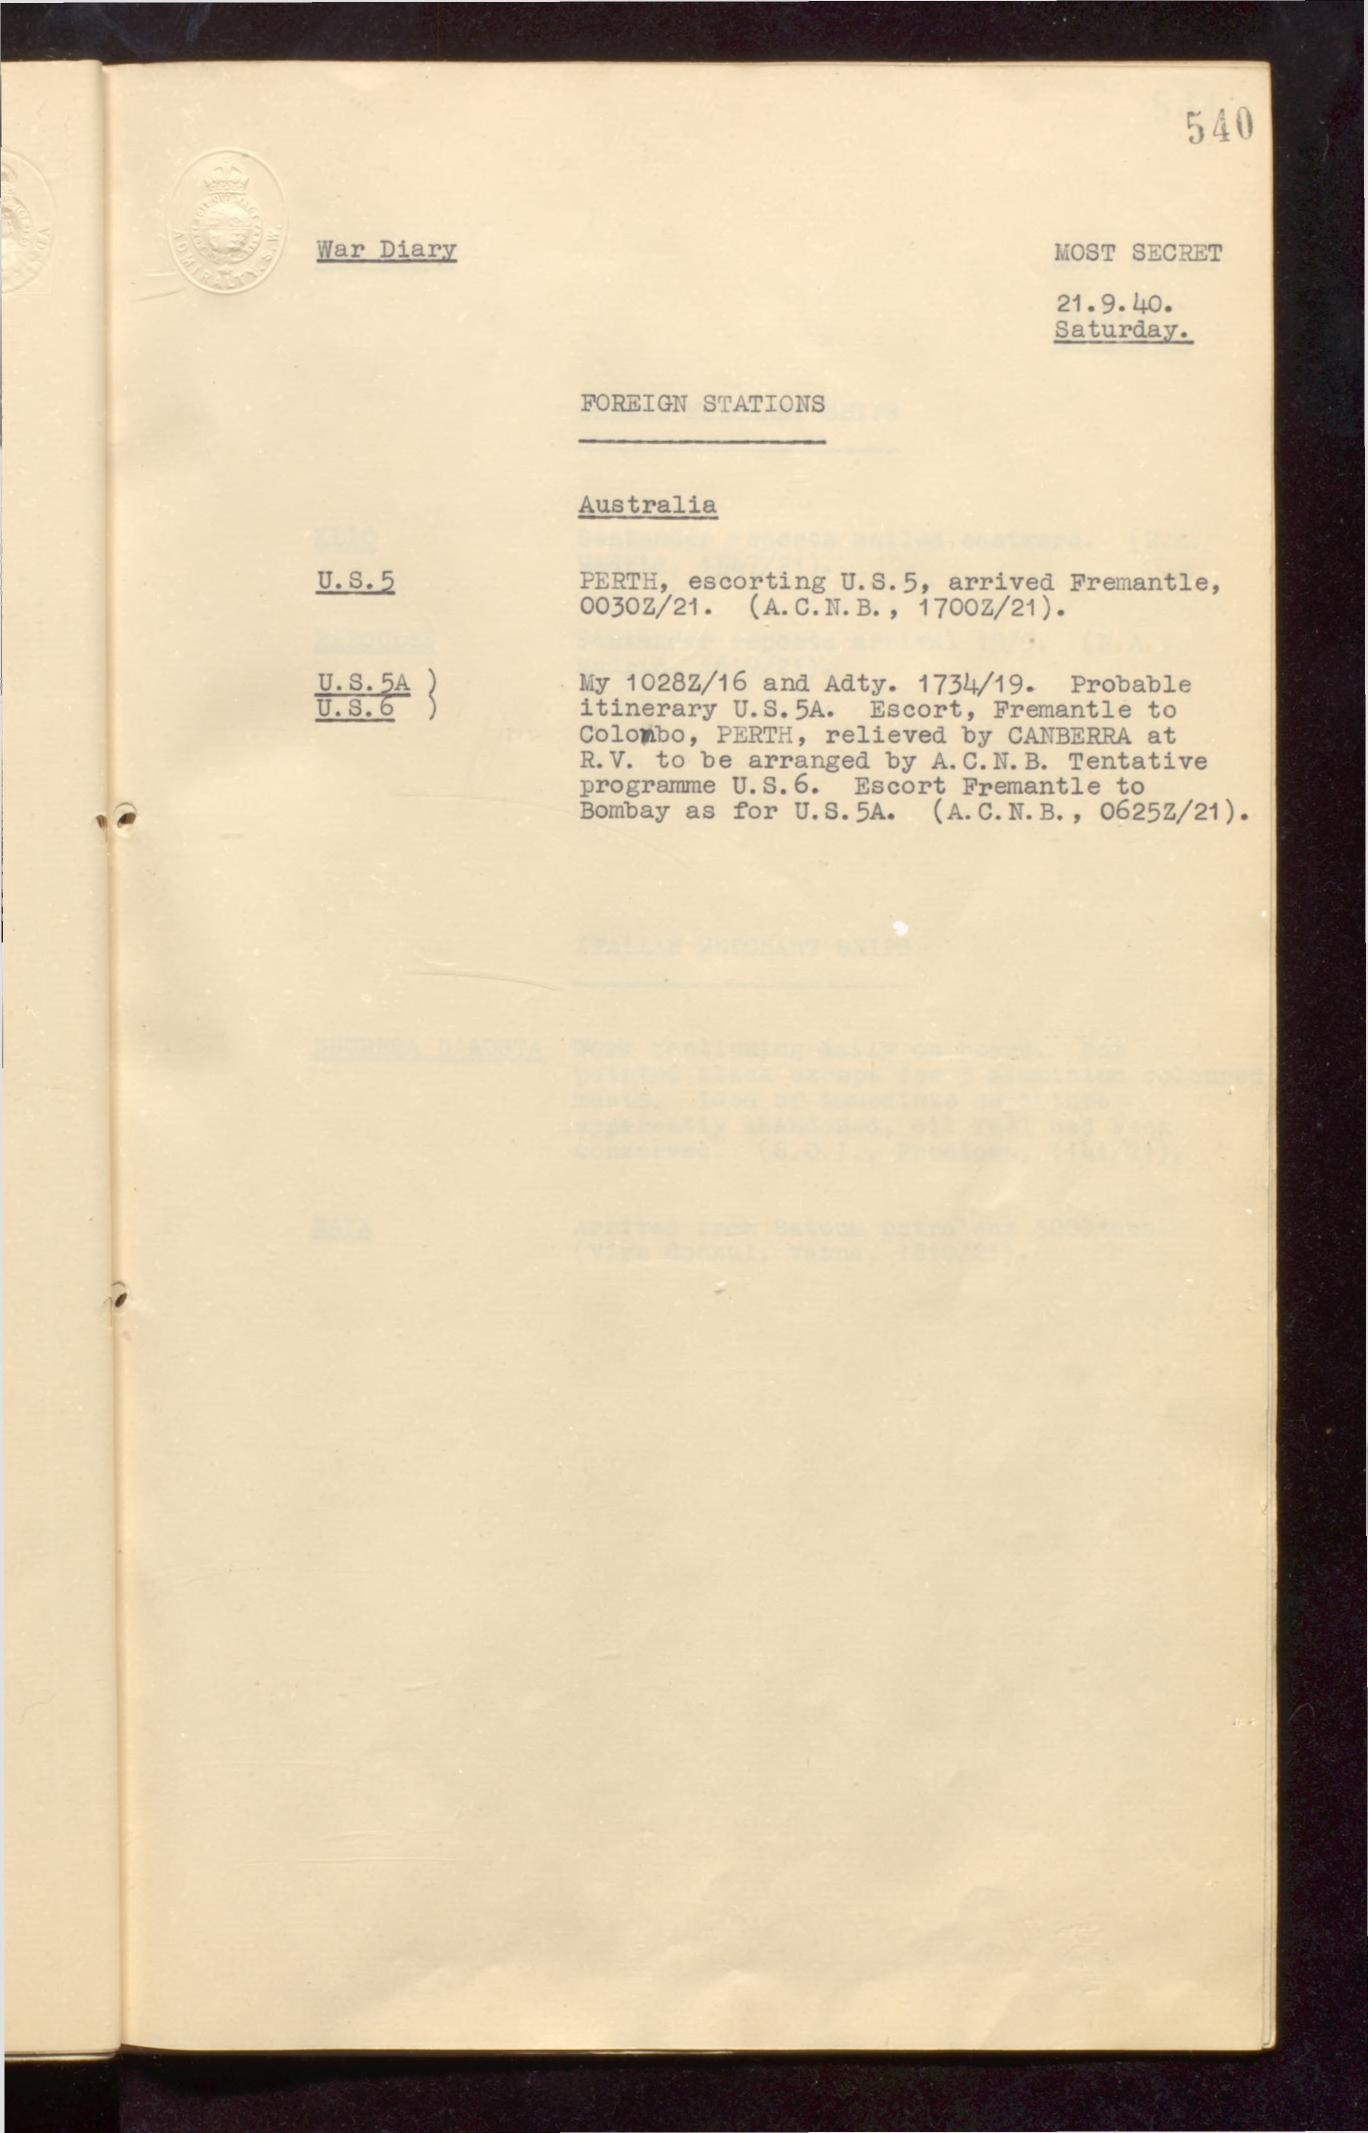 540
ADMIRALTY. S.W.
War Diary
MOST SECRET
21.9.40.
Saturday.
FOREIGN STATIONS
Australia
U.S.5
PERTH, escorting U.S.5, arrived Fremantle,
0030Z/21. (A.C.N.B., 1700Z/21).
U.S.5A )
U.S.6 )
My 1028Z/16 and Adty. 1734/19. Probable
itinerary U.S.5A. Escort, Fremantle to
Colombo, PERTH, relieved by CANBERRA at
R.V. to be arranged by A.C.N.B. Tentative
programme U.S.6. Escort Fremantle to
Bombay as for U.S.5A. (A.C.N.B., 0625Z/21).